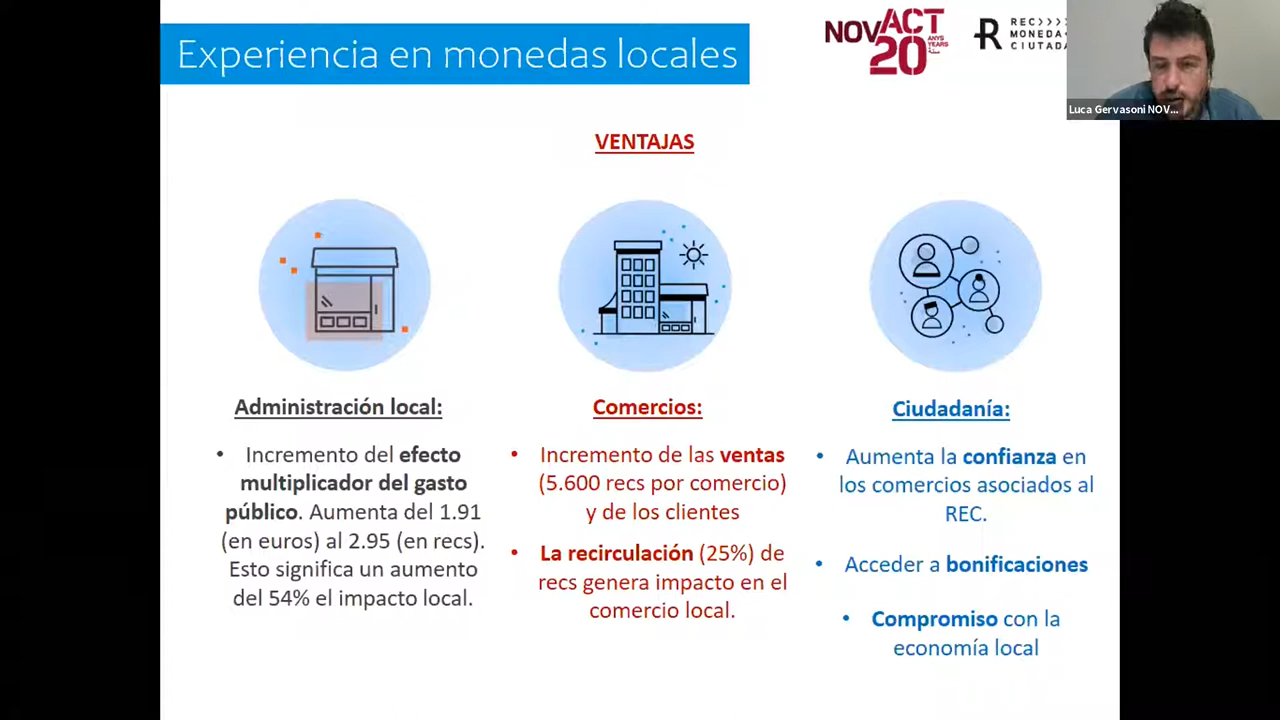 Experiencia en monedas locales
NOVACT
20
ANYS
YEARS
R
REC>>>>
MONEDA
CIUTADA
Luca Gervasoni NOV...
VENTAJAS
Administración local:
• Incremento del efecto
multiplicador del gasto
público. Aumenta del 1.91
(en euros) al 2.95 (en recs).
Esto significa un aumento
del 54% el impacto local.
Comercios:
• Incremento de las ventas
(5.600 recs por comercio)
y de los clientes
• La recirculación (25%) de
recs genera impacto en el
comercio local.
Ciudadanía:
• Aumenta la confianza en
los comercios asociados al
REC.
• Acceder a bonificaciones
• Compromiso con la
economía local